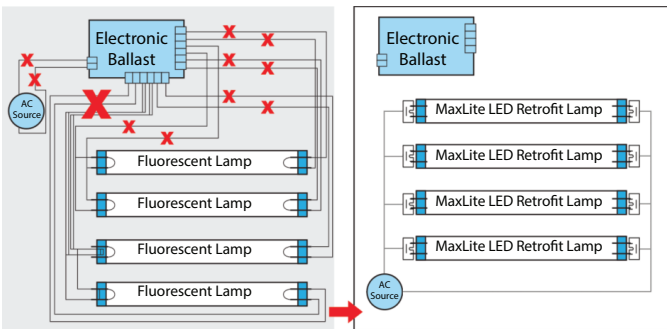 Electronic
Ballast
AC
Source
Fluorescent Lamp
Fluorescent Lamp
Fluorescent Lamp
Fluorescent Lamp
Electronic
Ballast
MaxLite LED Retrofit Lamp
MaxLite LED Retrofit Lamp
MaxLite LED Retrofit Lamp
MaxLite LED Retrofit Lamp
AC
Source